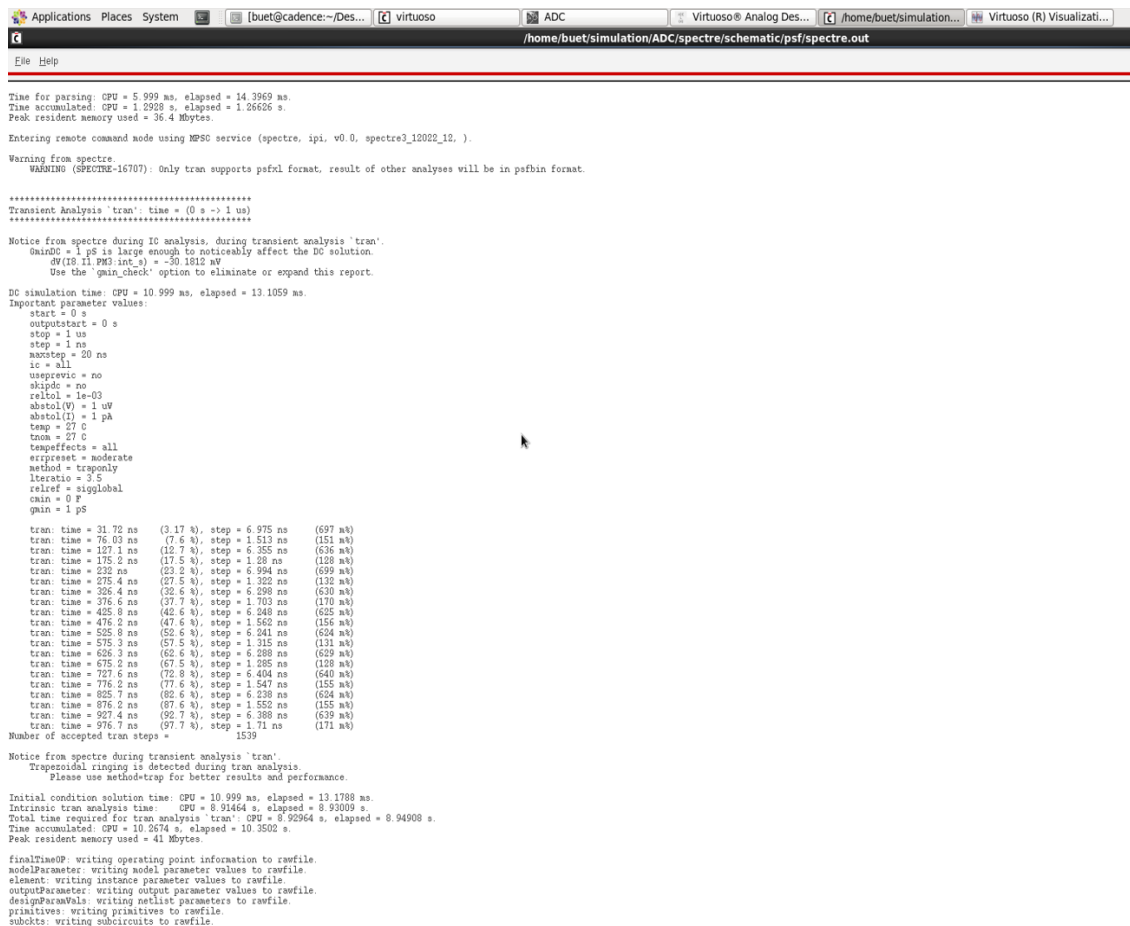 Applications Places System [buet@cadence:~/Des... virtuoso ADC Virtuoso® Analog Des... /home/buet/simulation... Virtuoso (R) Visualizati...
/home/buet/simulation/ADC/spectre/schematic/psf/spectre.out
File Help
Time for parsing: CPU = 5.999 ms, elapsed = 14.3969 ms.
Time accumulated: CPU = 1.2928 s, elapsed = 1.26626 s.
Peak resident memory used = 36.4 Mbytes.
Entering remote command mode using MPSC service (spectre, ipi, v0.0, spectre3_12022_12, ).
Warning from spectre.
WARNING (SPECTRE-16707): Only tran supports psfxl format, result of other analyses will be in psfbin format.
***********************************************
Transient Analysis `tran': time = (0 s -> 1 us)
***********************************************
Notice from spectre during IC analysis, during transient analysis `tran'.
GminDC = 1 pS is large enough to noticeably affect the DC solution.
dV(I8.I1.PM3:int_s) = -30.1812 mV
Use the `gmin_check' option to eliminate or expand this report.
DC simulation time: CPU = 10.999 ms, elapsed = 13.1059 ms.
Important parameter values:
start = 0 s
outputstart = 0 s
stop = 1 us
step = 1 ns
maxstep = 20 ns
ic = all
useprevic = no
skipdc = no
reltol = 1e-03
abstol(V) = 1 uV
abstol(I) = 1 pA
temp = 27 C
tnom = 27 C
tempeffects = all
errpreset = moderate
method = traponly
lteratio = 3.5
relref = sigglobal
cmin = 0 F
gmin = 1 pS
tran: time = 31.72 ns (3.17 %), step = 6.975 ns (697 m%)
tran: time = 76.03 ns (7.6 %), step = 1.513 ns (151 m%)
tran: time = 127.1 ns (12.7 %), step = 6.355 ns (636 m%)
tran: time = 175.2 ns (17.5 %), step = 1.28 ns (128 m%)
tran: time = 232 ns (23.2 %), step = 6.994 ns (699 m%)
tran: time = 275.4 ns (27.5 %), step = 1.322 ns (132 m%)
tran: time = 326.4 ns (32.6 %), step = 6.298 ns (630 m%)
tran: time = 376.6 ns (37.7 %), step = 1.703 ns (170 m%)
tran: time = 425.8 ns (42.6 %), step = 6.248 ns (625 m%)
tran: time = 476.2 ns (47.6 %), step = 1.562 ns (156 m%)
tran: time = 525.8 ns (52.6 %), step = 6.241 ns (624 m%)
tran: time = 575.3 ns (57.5 %), step = 1.315 ns (131 m%)
tran: time = 626.3 ns (62.6 %), step = 6.288 ns (629 m%)
tran: time = 675.2 ns (67.5 %), step = 1.285 ns (128 m%)
tran: time = 727.6 ns (72.8 %), step = 6.404 ns (640 m%)
tran: time = 776.2 ns (77.6 %), step = 1.547 ns (155 m%)
tran: time = 825.7 ns (82.6 %), step = 6.238 ns (624 m%)
tran: time = 876.2 ns (87.6 %), step = 1.552 ns (155 m%)
tran: time = 927.4 ns (92.7 %), step = 6.388 ns (639 m%)
tran: time = 976.7 ns (97.7 %), step = 1.71 ns (171 m%)
Number of accepted tran steps = 1539
Notice from spectre during transient analysis `tran'.
Trapezoidal ringing is detected during tran analysis.
Please use method=trap for better results and performance.
Initial condition solution time: CPU = 10.999 ms, elapsed = 13.1788 ms.
Intrinsic tran analysis time: CPU = 8.91464 s, elapsed = 8.93009 s.
Total time required for tran analysis `tran': CPU = 8.92964 s, elapsed = 8.94908 s.
Time accumulated: CPU = 10.2674 s, elapsed = 10.3502 s.
Peak resident memory used = 41 Mbytes.
finalTimeOP: writing operating point information to rawfile.
modelParameter: writing model parameter values to rawfile.
element: writing instance parameter values to rawfile.
outputParameter: writing output parameter values to rawfile.
designParamVals: writing netlist parameters to rawfile.
primitives: writing primitives to rawfile.
subckts: writing subcircuits to rawfile.